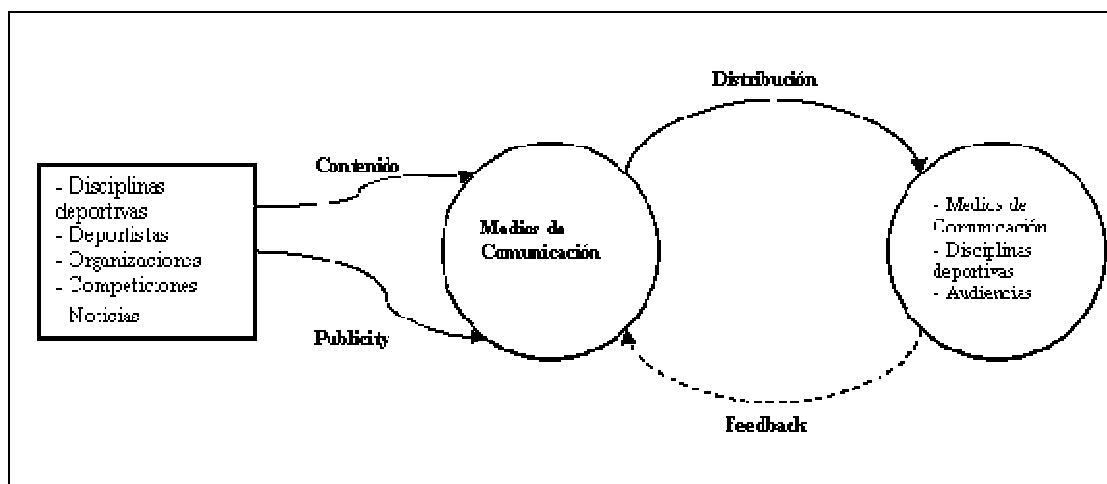 Distribución
Contenido
- Disciplinas
deportivas
- Deportistas
- Organizaciones
- Competiciones
Noticias
Medios de
Comunicación
- Medios de
Comunicación
- Disciplinas
deportivas
- Audiencias
Publicity
Feedback